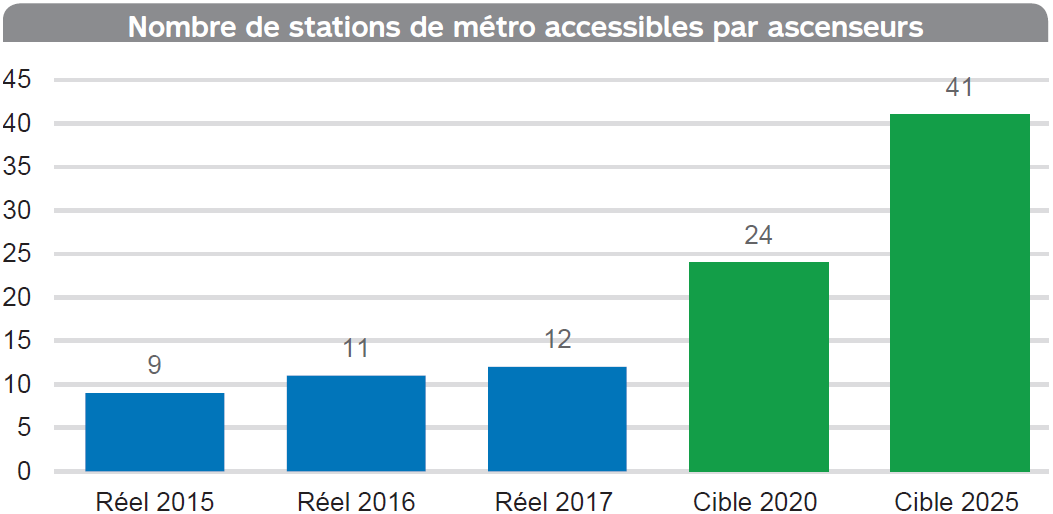 Nombre de stations de métro accessibles par ascenseurs
45
40
35
30
25
20
15
10
5
0
9
11
12
24
41
Réel 2015
Réel 2016
Réel 2017
Cible 2020
Cible 2025